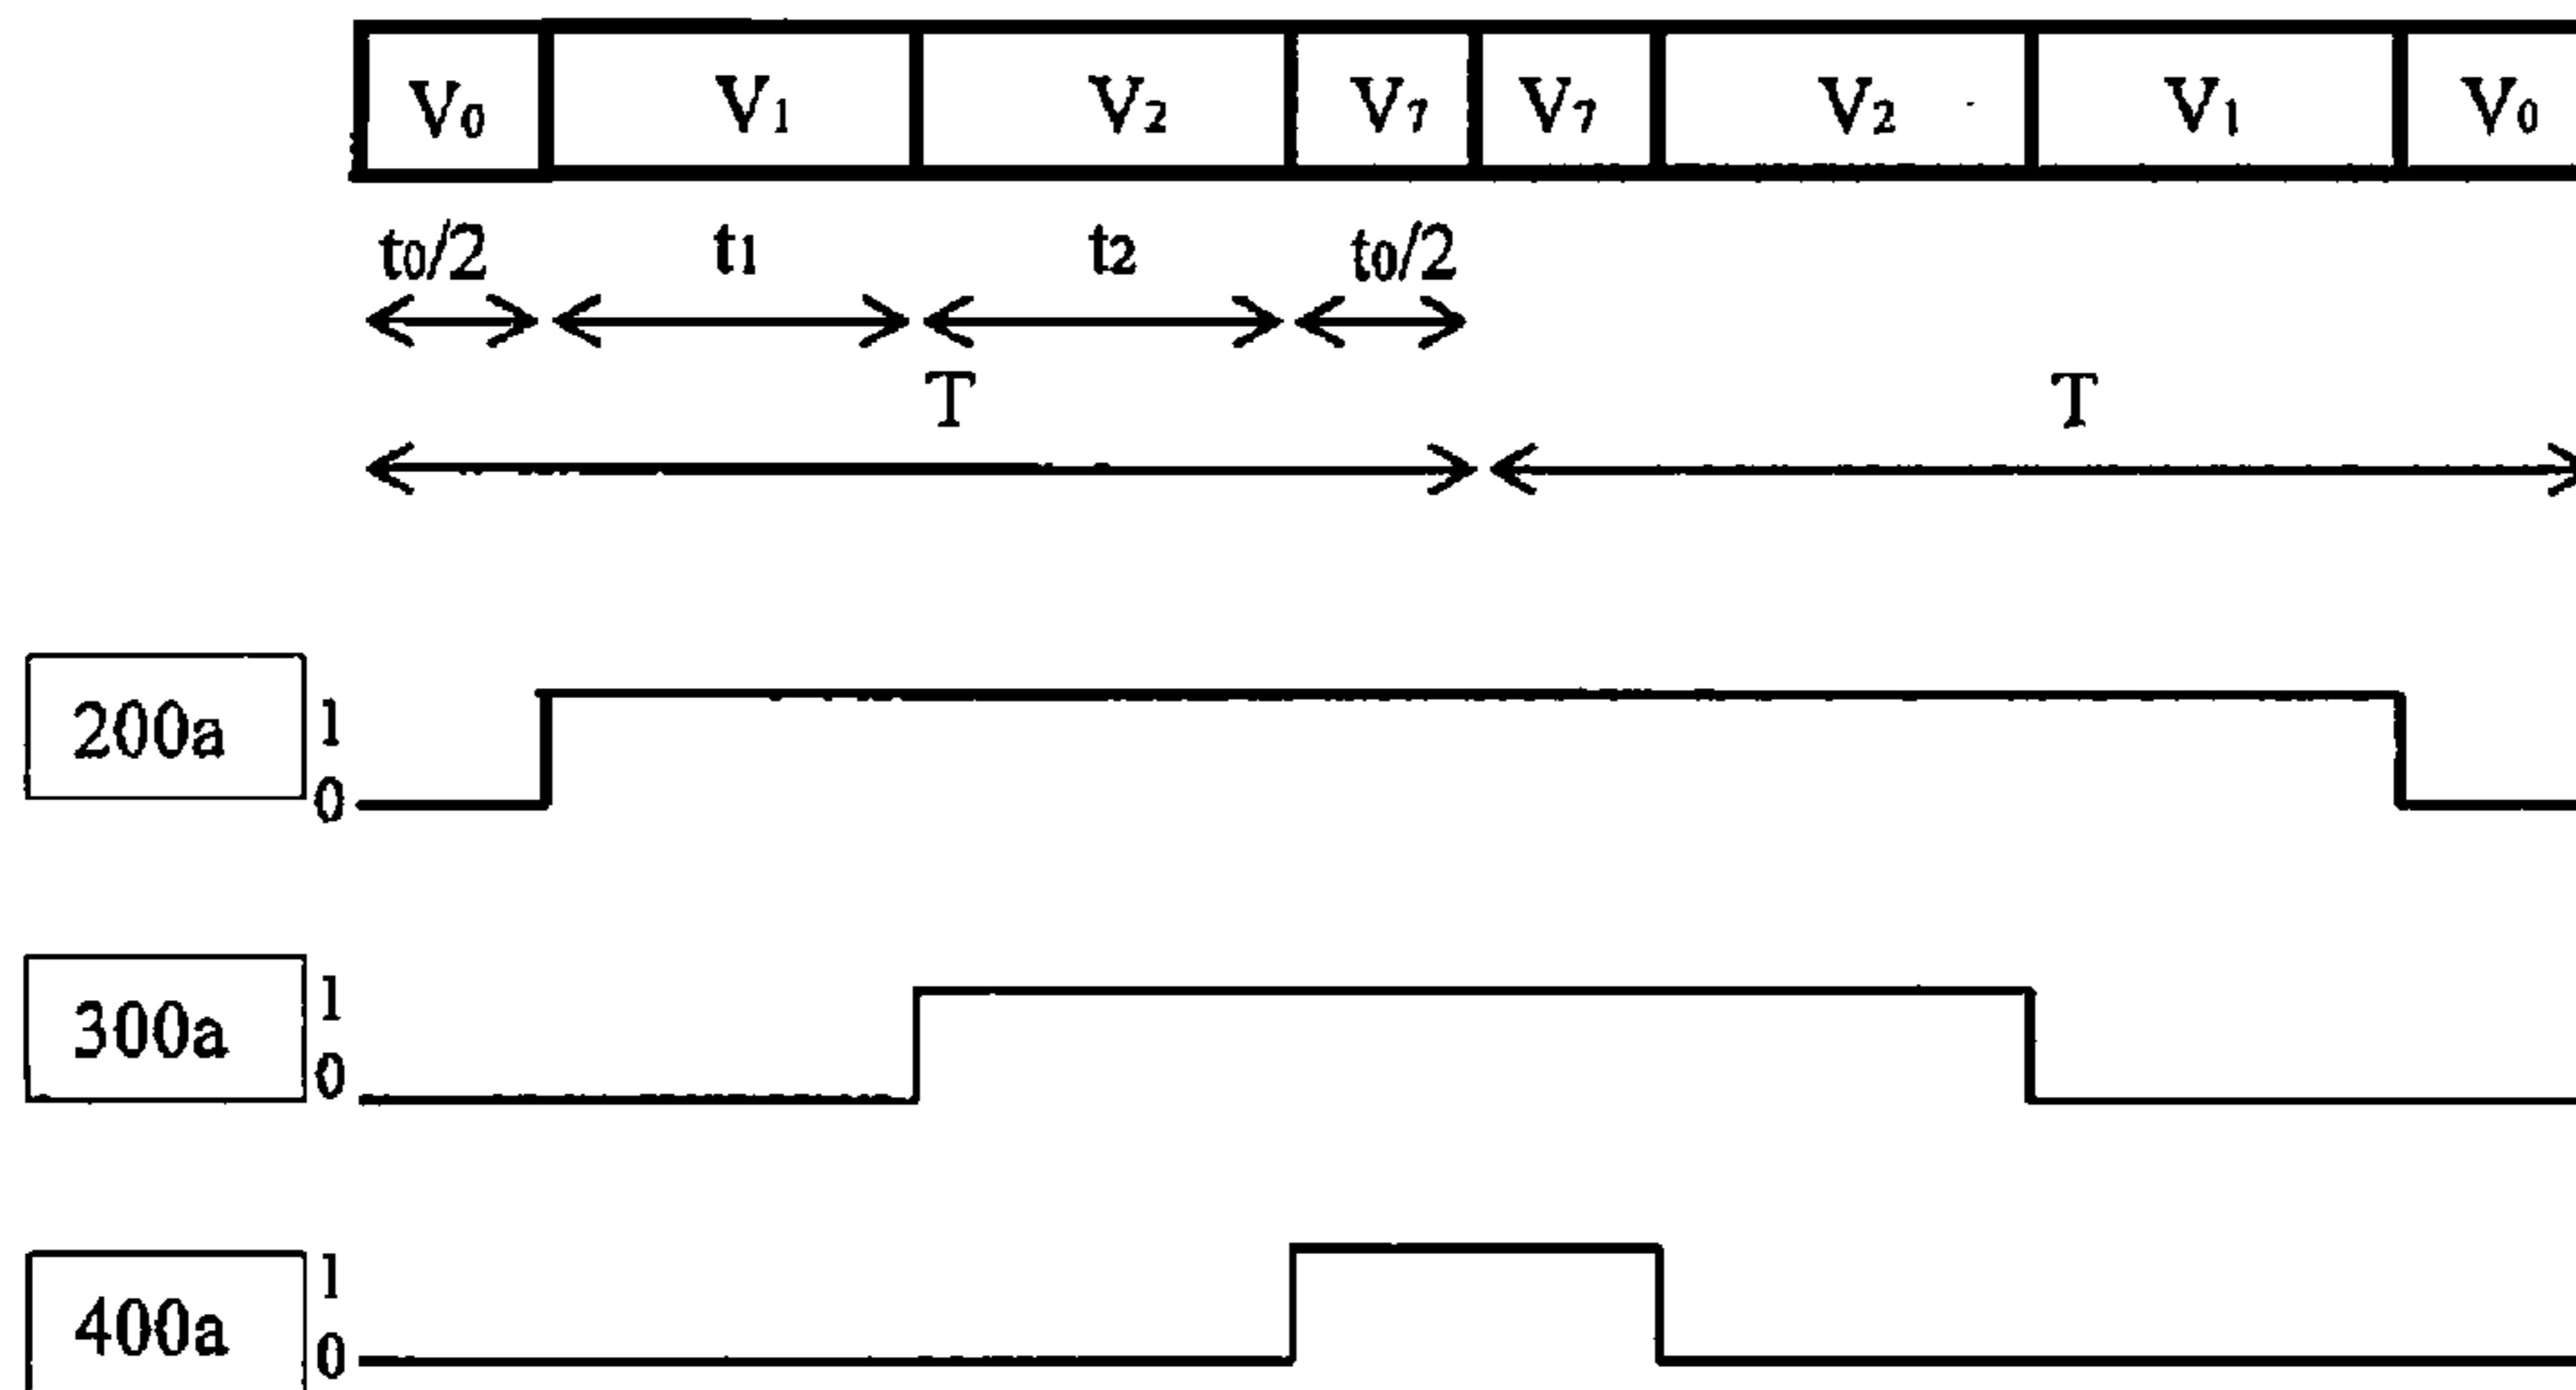 V₀ V₁ V₂ V₇ V₇ V₂ V₁ V₀
t₀/2 t₁ t₂ t₀/2
T T
200a 1
0
300a 1
0
400a 1
0